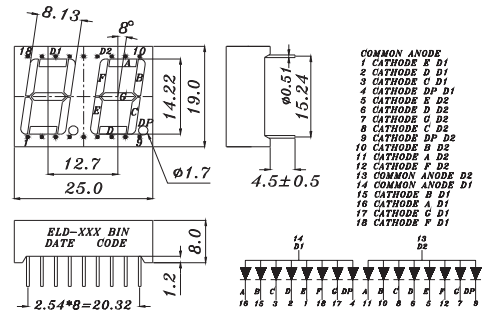 8.13
8°
18 D1 D2 10
A
F B
G
E C
D DP
1 9
14.22
19.0
12.7
ø1.7
25.0
ø0.51
15.24
4.5±0.5
COMMON ANODE
1 CATHODE E D1
2 CATHODE D D1
3 CATHODE C D1
4 CATHODE DP D1
5 CATHODE E D2
6 CATHODE D D2
7 CATHODE G D2
8 CATHODE C D2
9 CATHODE DP D2
10 CATHODE B D2
11 CATHODE A D2
12 CATHODE F D2
13 COMMON ANODE D2
14 COMMON ANODE D1
15 CATHODE B D1
16 CATHODE A D1
17 CATHODE G D1
18 CATHODE F D1
ELD-XXX BIN
DATE CODE
8.0
1.2
2.54*8=20.32
14 13
D1 D2
A B C D E F G DP A B C D E F G DP
16 15 3 2 1 18 17 4 11 10 8 6 5 12 7 9